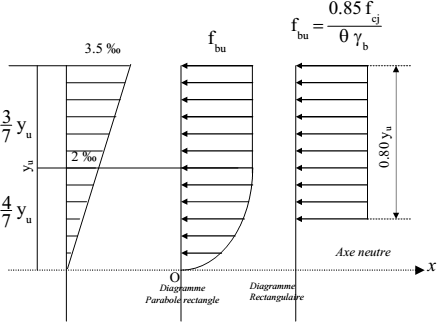 3.5 ‰
f_bu
f_bu = 0.85 f_cj / θ γ_b
3/7 y_u
2 ‰
y_u
0.80 y_u
4/7 y_u
Axe neutre
O
x
Diagramme
Parabole rectangle
Diagramme
Rectangulaire